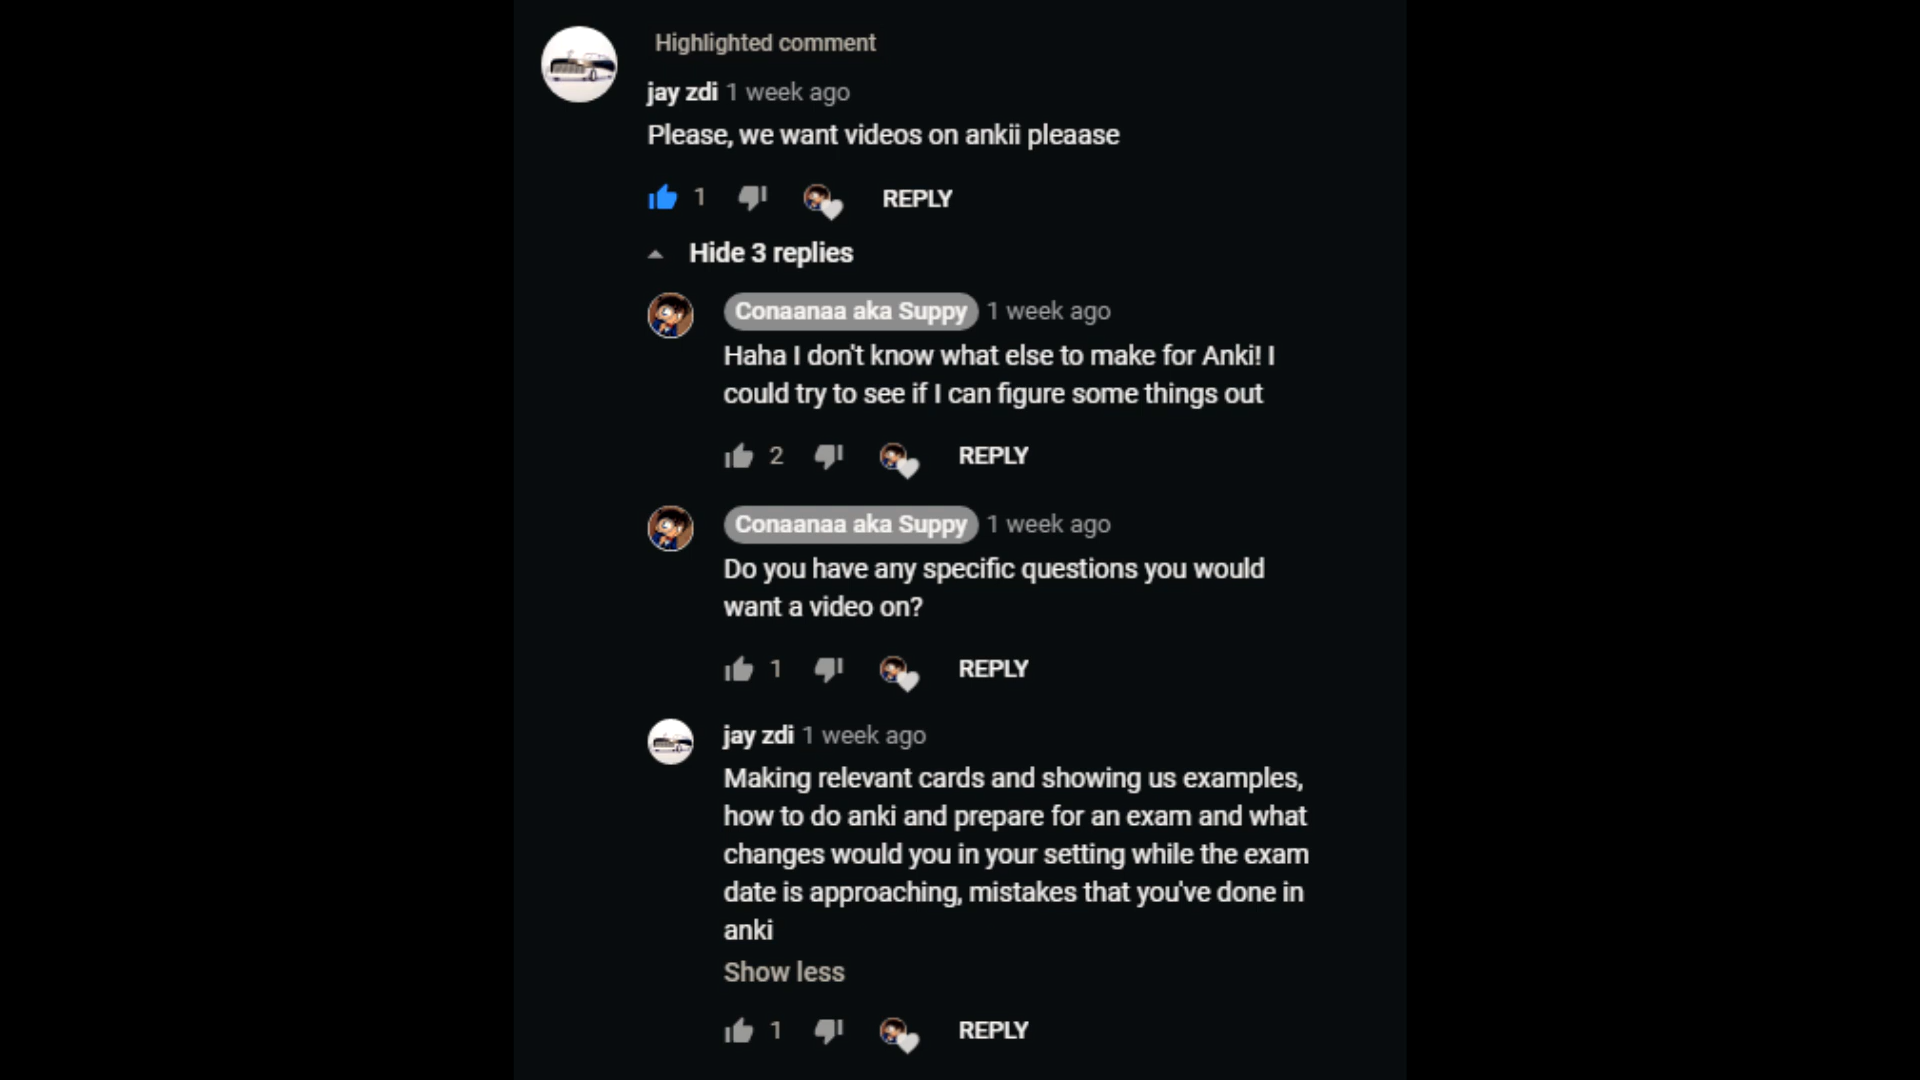 Highlighted comment
jay zdi 1 week ago
Please, we want videos on ankii pleaase
1 REPLY
Hide 3 replies
Conaanaa aka Suppy 1 week ago
Haha I don't know what else to make for Anki! I
could try to see if I can figure some things out
2 REPLY
Conaanaa aka Suppy 1 week ago
Do you have any specific questions you would
want a video on?
1 REPLY
jay zdi 1 week ago
Making relevant cards and showing us examples,
how to do anki and prepare for an exam and what
changes would you in your setting while the exam
date is approaching, mistakes that you've done in
anki
Show less
1 REPLY